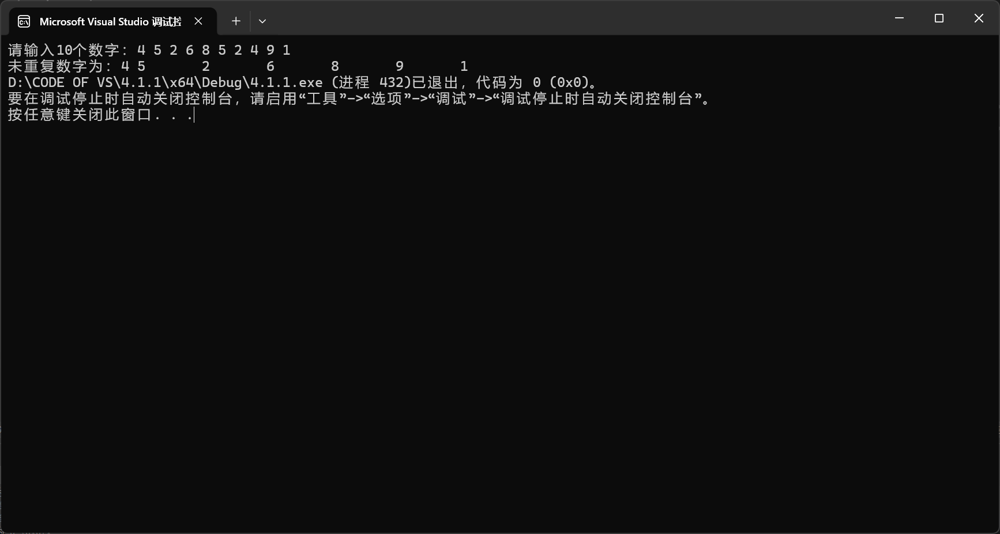 Microsoft Visual Studio 调试控
请输入10个数字：4 5 2 6 8 5 2 4 9 1
未重复数字为：4 5       2       6       8       9       1
D:\CODE OF VS\4.1.1\x64\Debug\4.1.1.exe (进程 432)已退出，代码为 0 (0x0)。
要在调试停止时自动关闭控制台，请启用“工具”->“选项”->“调试”->“调试停止时自动关闭控制台”。
按任意键关闭此窗口. . .